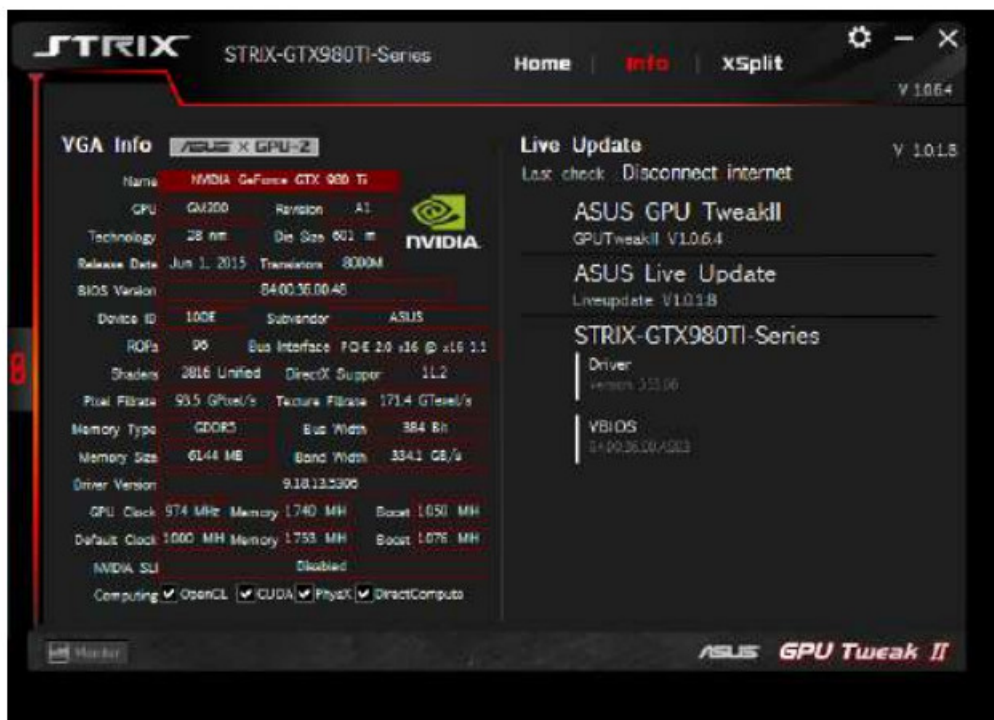 STRIX
STRIX-GTX980TI-Series
Home | Info | XSplit
V 1.0.6.4
VGA Info ASUS × GPU-Z
Name NVIDIA GeForce GTX 980 Ti
GPU GM200 Revision A1
Technology 28 nm Die Size 601 m
NVIDIA
Release Date Jun 1, 2015 Transistors 8000M
BIOS Version 84.00.36.00.48
Device ID 100E Subvendor ASUS
ROPs 96 Bus Interface PCI-E 2.0 x16 @ x16 1.1
Shaders 2816 Unified DirectX Suppor 11.2
Pixel Fillrate 93.5 GPixel/s Texture Fillrate 171.4 GTexel/s
Memory Type GDDR5 Bus Width 384 Bit
Memory Size 6144 MB Band Width 334.1 GB/s
Driver Version 9.18.13.5306
GPU Clock 974 MHz Memory 1740 MH Boost 1050 MH
Default Clock 1000 MH Memory 1753 MH Boost 1076 MH
NVIDIA SLI Disabled
Computing OpenCL CUDA PhysX DirectCompute
Live Update
V 1.0.1.8
Last check Disconnect internet
ASUS GPU TweakII
GPUTweakII V1.0.6.4
ASUS Live Update
Liveupdate V1.0.1.8
STRIX-GTX980TI-Series
Driver
Version 353.06
VBIOS
Monitor
ASUS GPU Tweak II